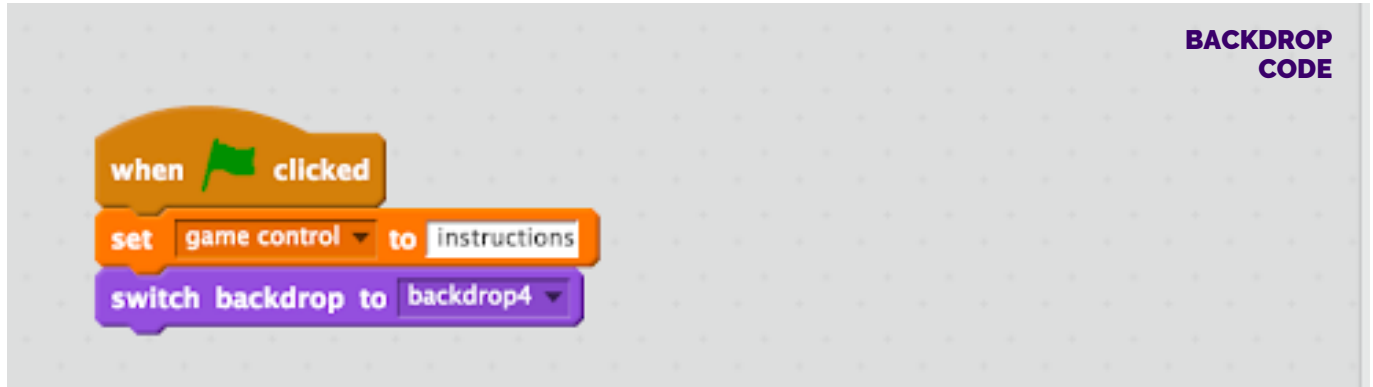 BACKDROP
CODE
when clicked
set game control to instructions
switch backdrop to backdrop4